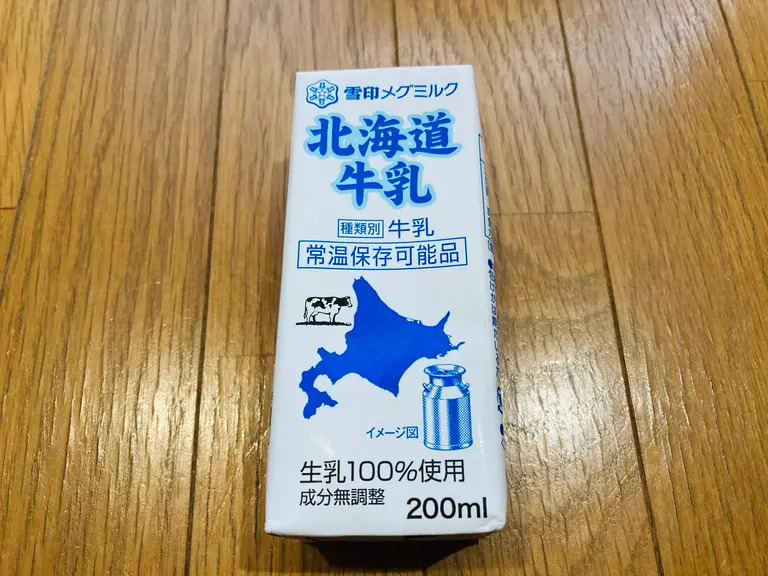 雪印メグミルク
北海道
牛乳
種類別 牛乳
常温保存可能品
イメージ図
生乳100%使用
成分無調整
200ml